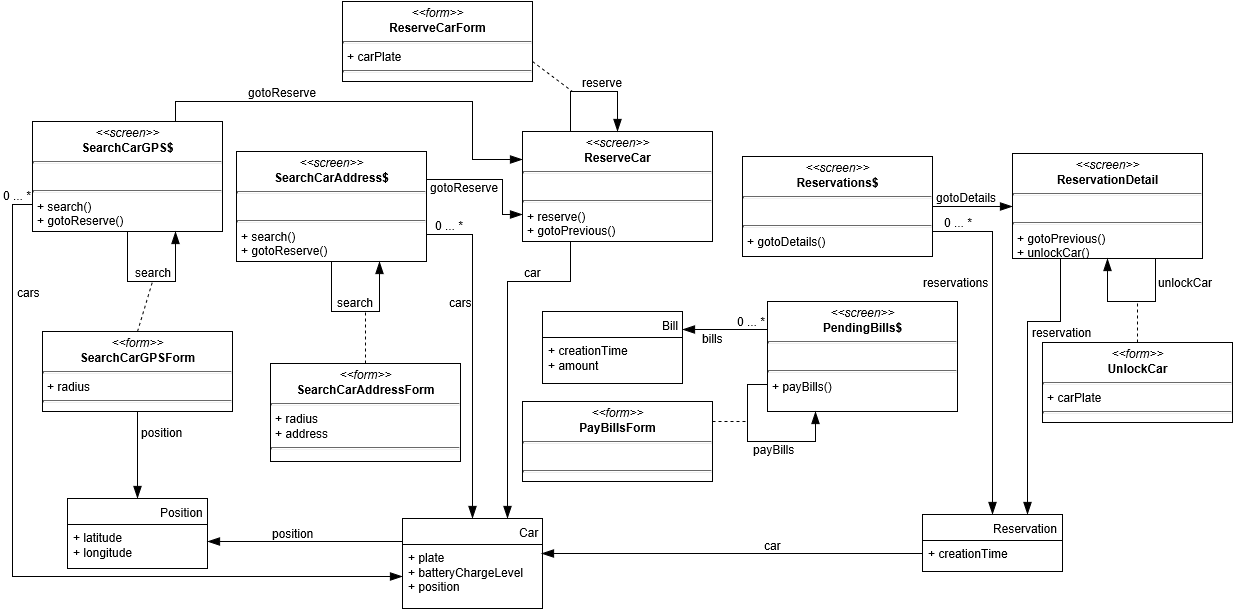 <<form>>
ReserveCarForm
+ carPlate
reserve
gotoReserve
<<screen>>
SearchCarGPS$
+ search()
+ gotoReserve()
0 ... *
cars
search
<<screen>>
SearchCarAddress$
+ search()
+ gotoReserve()
gotoReserve
0 ... *
cars
search
<<screen>>
ReserveCar
+ reserve()
+ gotoPrevious()
car
<<screen>>
Reservations$
+ gotoDetails()
gotoDetails
0 ... *
reservations
<<screen>>
ReservationDetail
+ gotoPrevious()
+ unlockCar()
unlockCar
reservation
<<form>>
SearchCarGPSForm
+ radius
position
<<form>>
SearchCarAddressForm
+ radius
+ address
Bill
+ creationTime
+ amount
0 ... *
bills
<<screen>>
PendingBills$
+ payBills()
payBills
<<form>>
PayBillsForm
<<form>>
UnlockCar
+ carPlate
Position
+ latitude
+ longitude
position
Car
+ plate
+ batteryChargeLevel
+ position
car
Reservation
+ creationTime